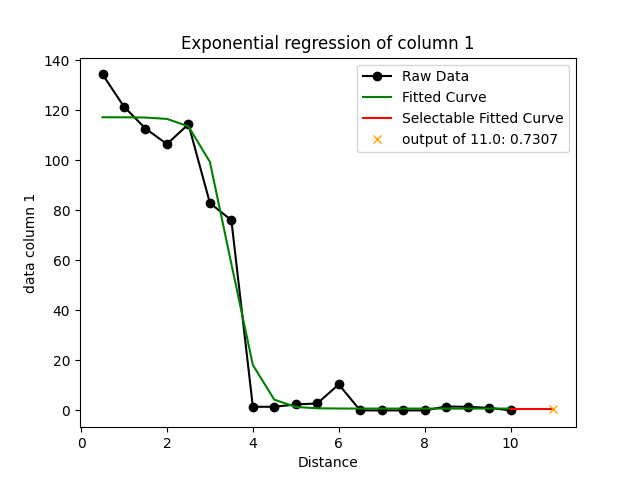 Exponential regression of column 1
Raw Data
Fitted Curve
Selectable Fitted Curve
output of 11.0: 0.7307
data column 1
140
120
100
80
60
40
20
0
0 2 4 6 8 10
Distance